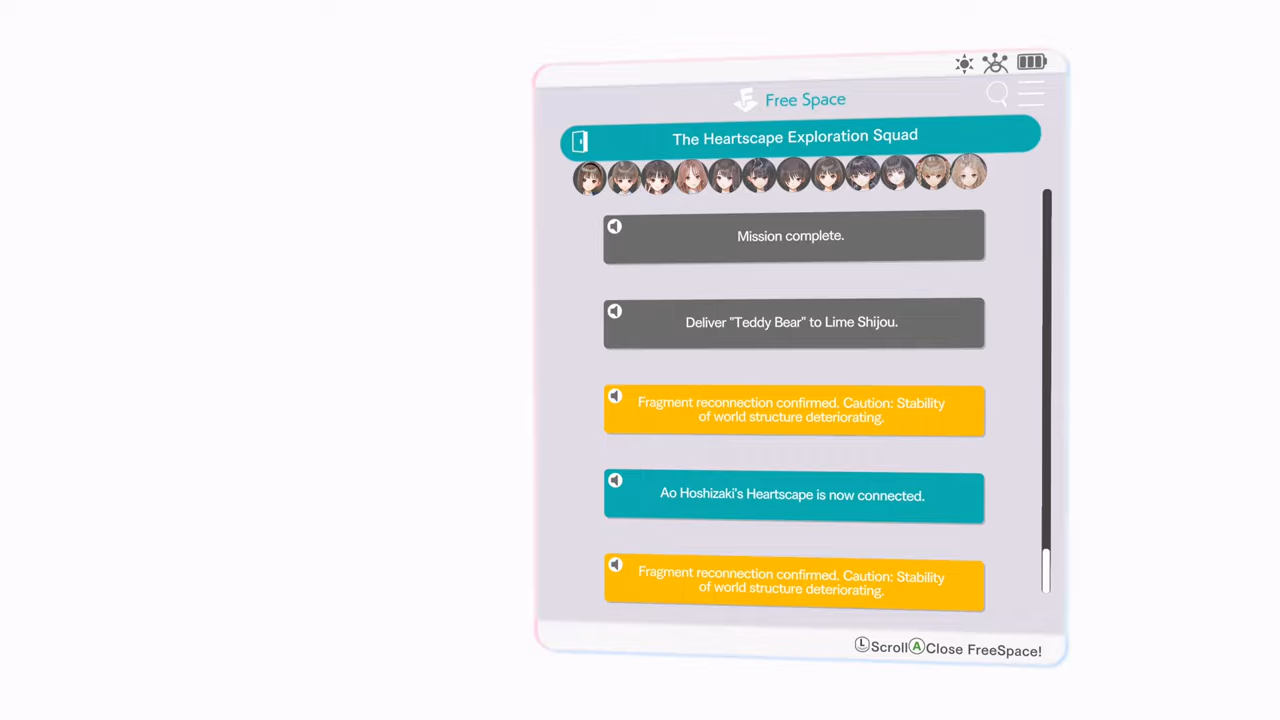 Free Space
The Heartscape Exploration Squad
Mission complete.
Deliver "Teddy Bear" to Lime Shijou.
Fragment reconnection confirmed. Caution: Stability
of world structure deteriorating.
Ao Hoshizaki's Heartscape is now connected.
Fragment reconnection confirmed. Caution: Stability
of world structure deteriorating.
LScrollAClose FreeSpace!